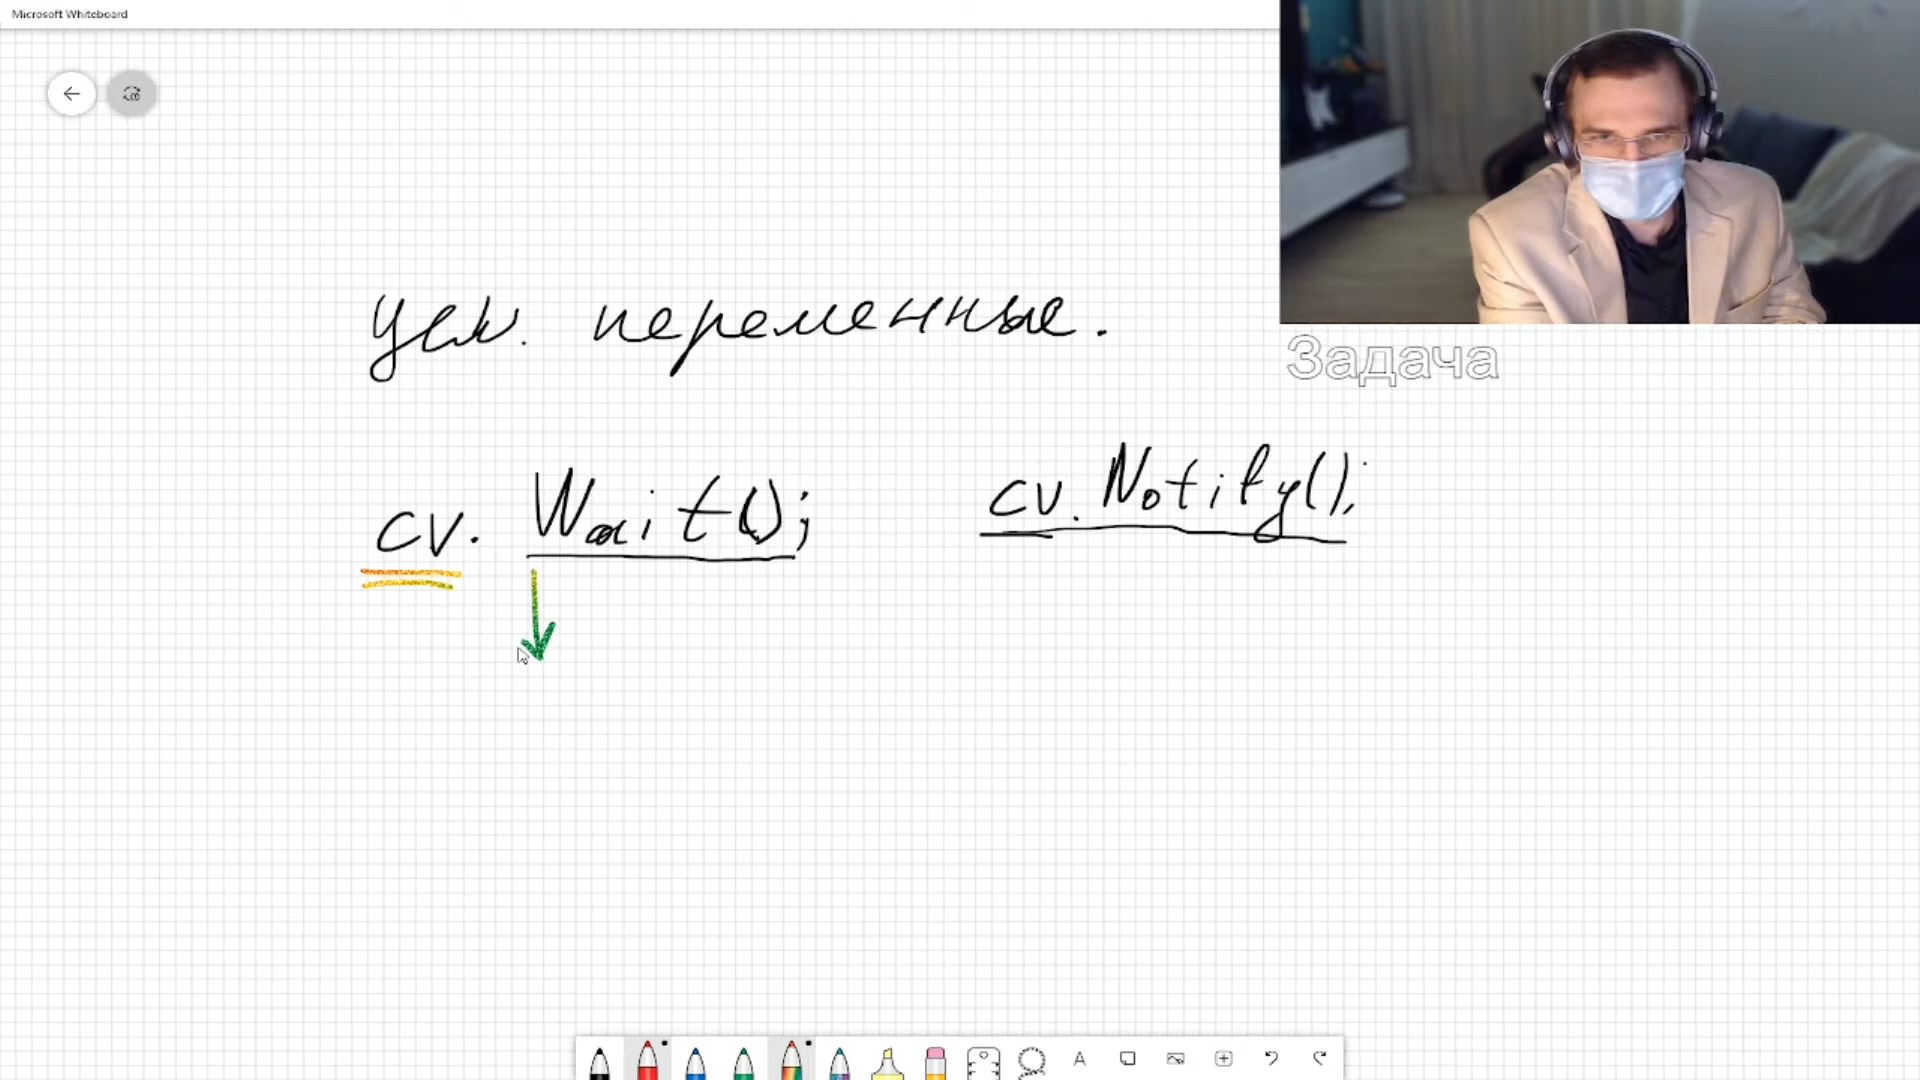 Microsoft Whiteboard
Усл. переменные.
Задача
cv. Wait();
cv. Notify();
A